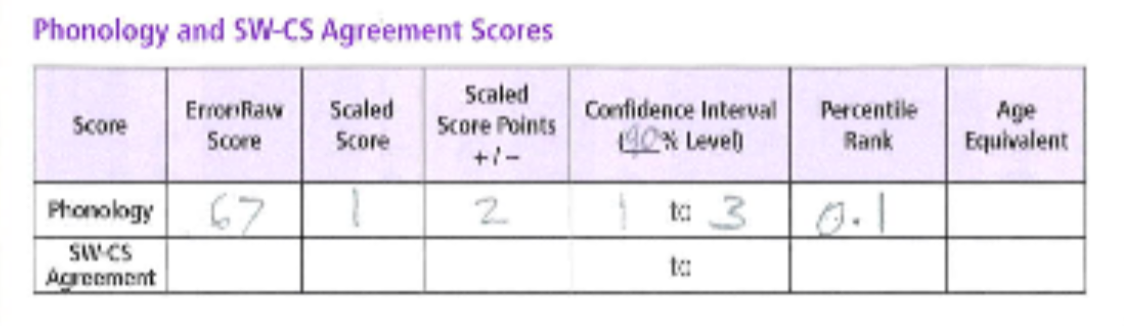 Phonology and SW-CS Agreement Scores
Score Error/Raw Score Scaled Score Scaled Score Points +/- Confidence Interval (90% Level) Percentile Rank Age Equivalent
Phonology 67 1 2 1 to 3 0.1
SW-CS Agreement to